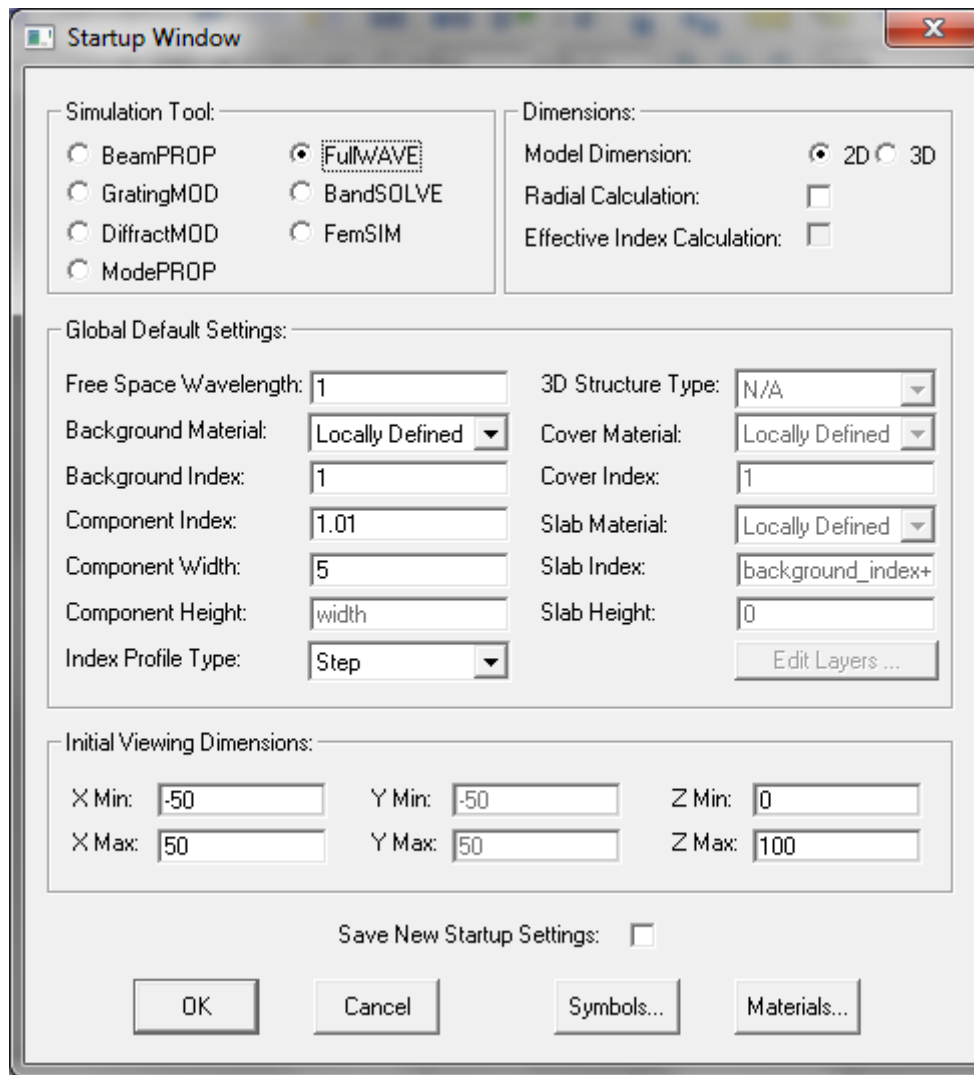 Startup Window
Simulation Tool:
BeamPROP
FullWAVE
GratingMOD
BandSOLVE
DiffractMOD
FemSIM
ModePROP
Dimensions:
Model Dimension: 2D 3D
Radial Calculation:
Effective Index Calculation:
Global Default Settings:
Free Space Wavelength: 1
Background Material: Locally Defined
Background Index: 1
Component Index: 1.01
Component Width: 5
Component Height: width
Index Profile Type: Step
3D Structure Type: N/A
Cover Material: Locally Defined
Cover Index: 1
Slab Material: Locally Defined
Slab Index: background_index+
Slab Height: 0
Edit Layers ...
Initial Viewing Dimensions:
X Min: -50 Y Min: -50 Z Min: 0
X Max: 50 Y Max: 50 Z Max: 100
Save New Startup Settings:
OK Cancel Symbols... Materials...